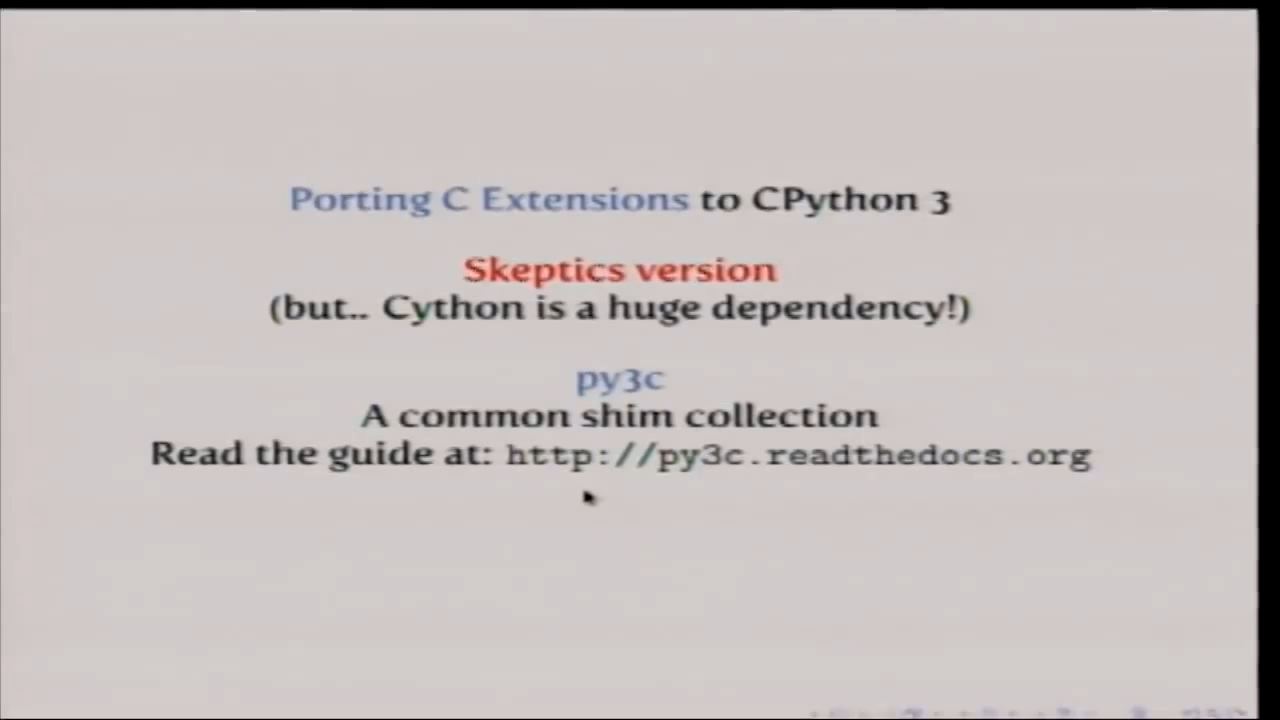 Porting C Extensions to CPython 3
Skeptics version
(but.. Cython is a huge dependency!)
py3c
A common shim collection
Read the guide at: http://py3c.readthedocs.org